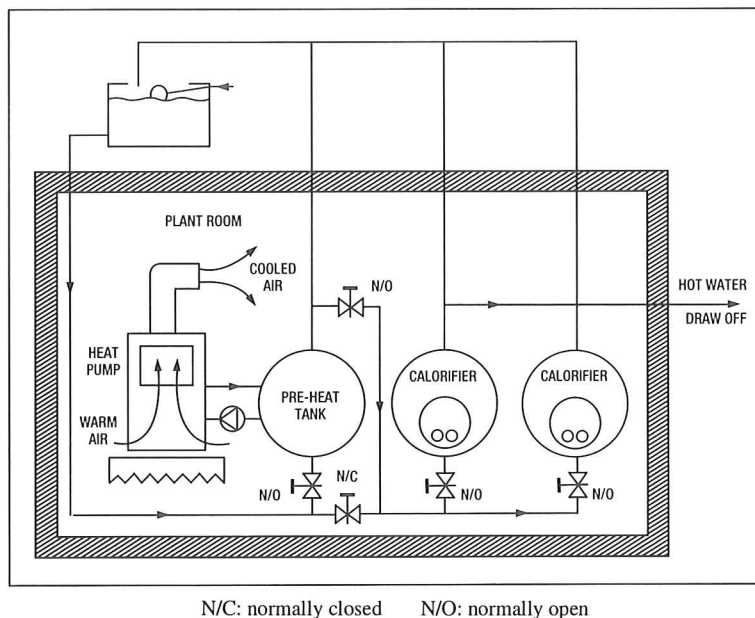 PLANT ROOM
COOLED
AIR
N/O
HOT WATER
DRAW OFF
HEAT
PUMP
PRE-HEAT
TANK
CALORIFIER
CALORIFIER
WARM
AIR
N/O
N/C
N/O
N/O
N/C: normally closed N/O: normally open